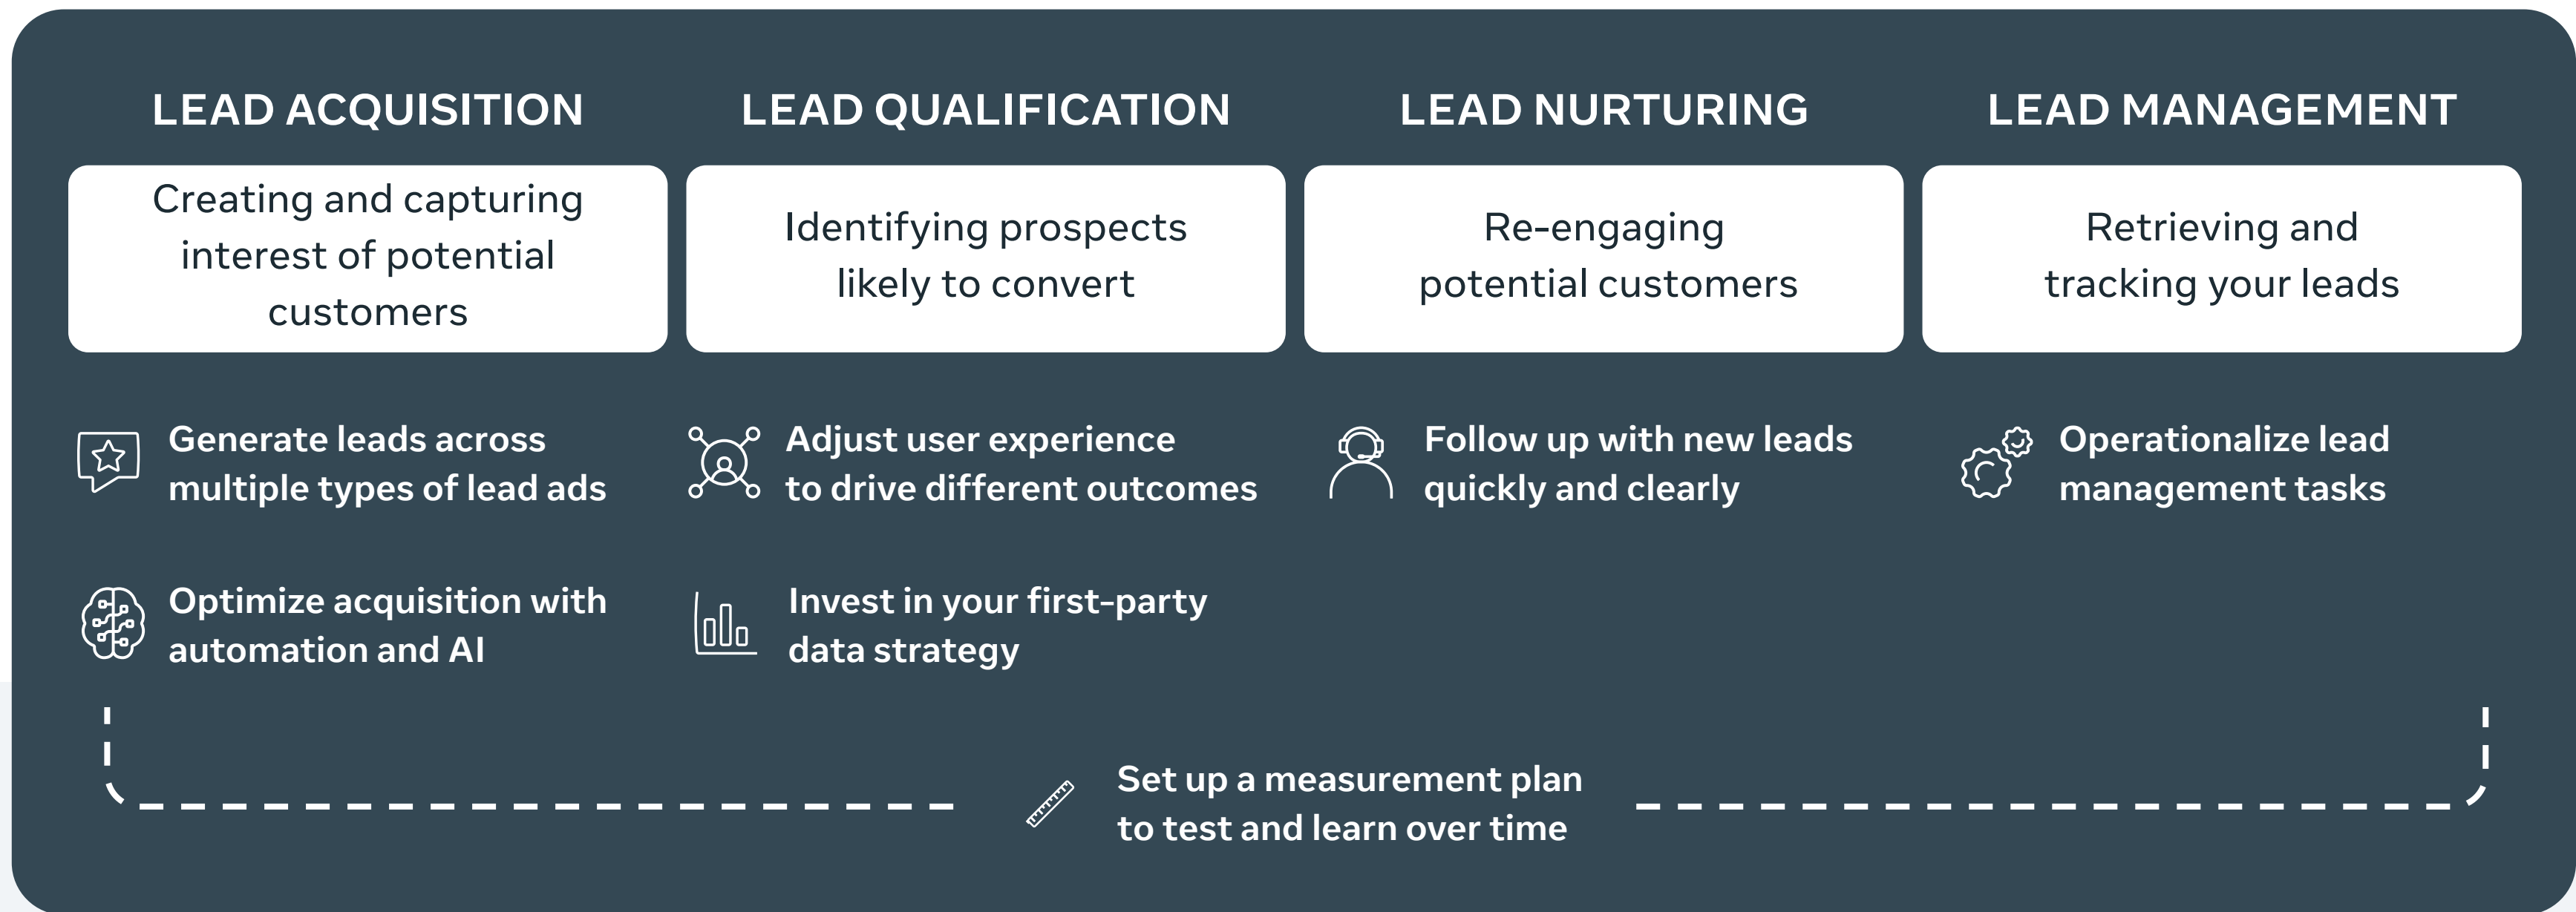 LEAD ACQUISITION
Creating and capturing
interest of potential
customers
Generate leads across
multiple types of lead ads
Optimize acquisition with
automation and AI
LEAD QUALIFICATION
Identifying prospects
likely to convert
Adjust user experience
to drive different outcomes
Invest in your first-party
data strategy
LEAD NURTURING
Re-engaging
potential customers
Follow up with new leads
quickly and clearly
LEAD MANAGEMENT
Retrieving and
tracking your leads
Operationalize lead
management tasks
Set up a measurement plan
to test and learn over time